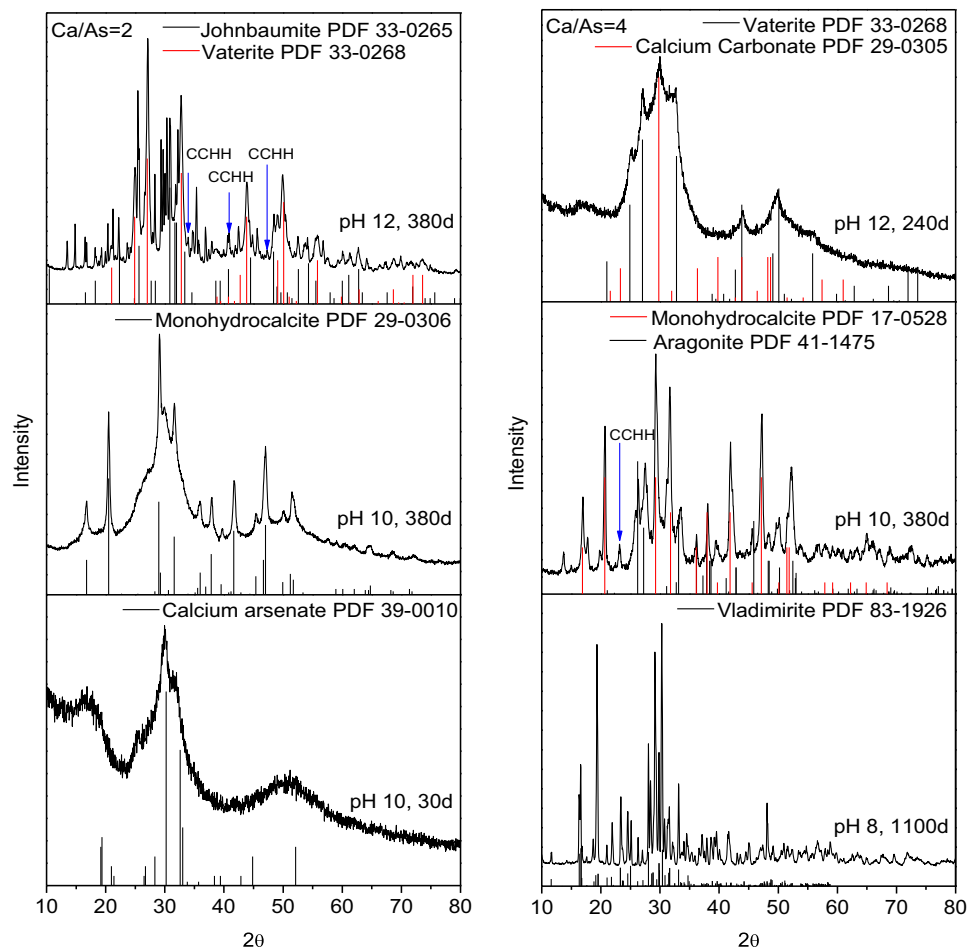 Ca/As=2
Johnbaumite PDF 33-0265
Vaterite PDF 33-0268
CCHH
CCHH
CCHH
pH 12, 380d
Monohydrocalcite PDF 29-0306
pH 10, 380d
Calcium arsenate PDF 39-0010
pH 10, 30d
Intensity
10 20 30 40 50 60 70 80
2θ
Ca/As=4
Vaterite PDF 33-0268
Calcium Carbonate PDF 29-0305
pH 12, 240d
Monohydrocalcite PDF 17-0528
Aragonite PDF 41-1475
CCHH
pH 10, 380d
Vladimirite PDF 83-1926
pH 8, 1100d
Intensity
10 20 30 40 50 60 70 80
2θ